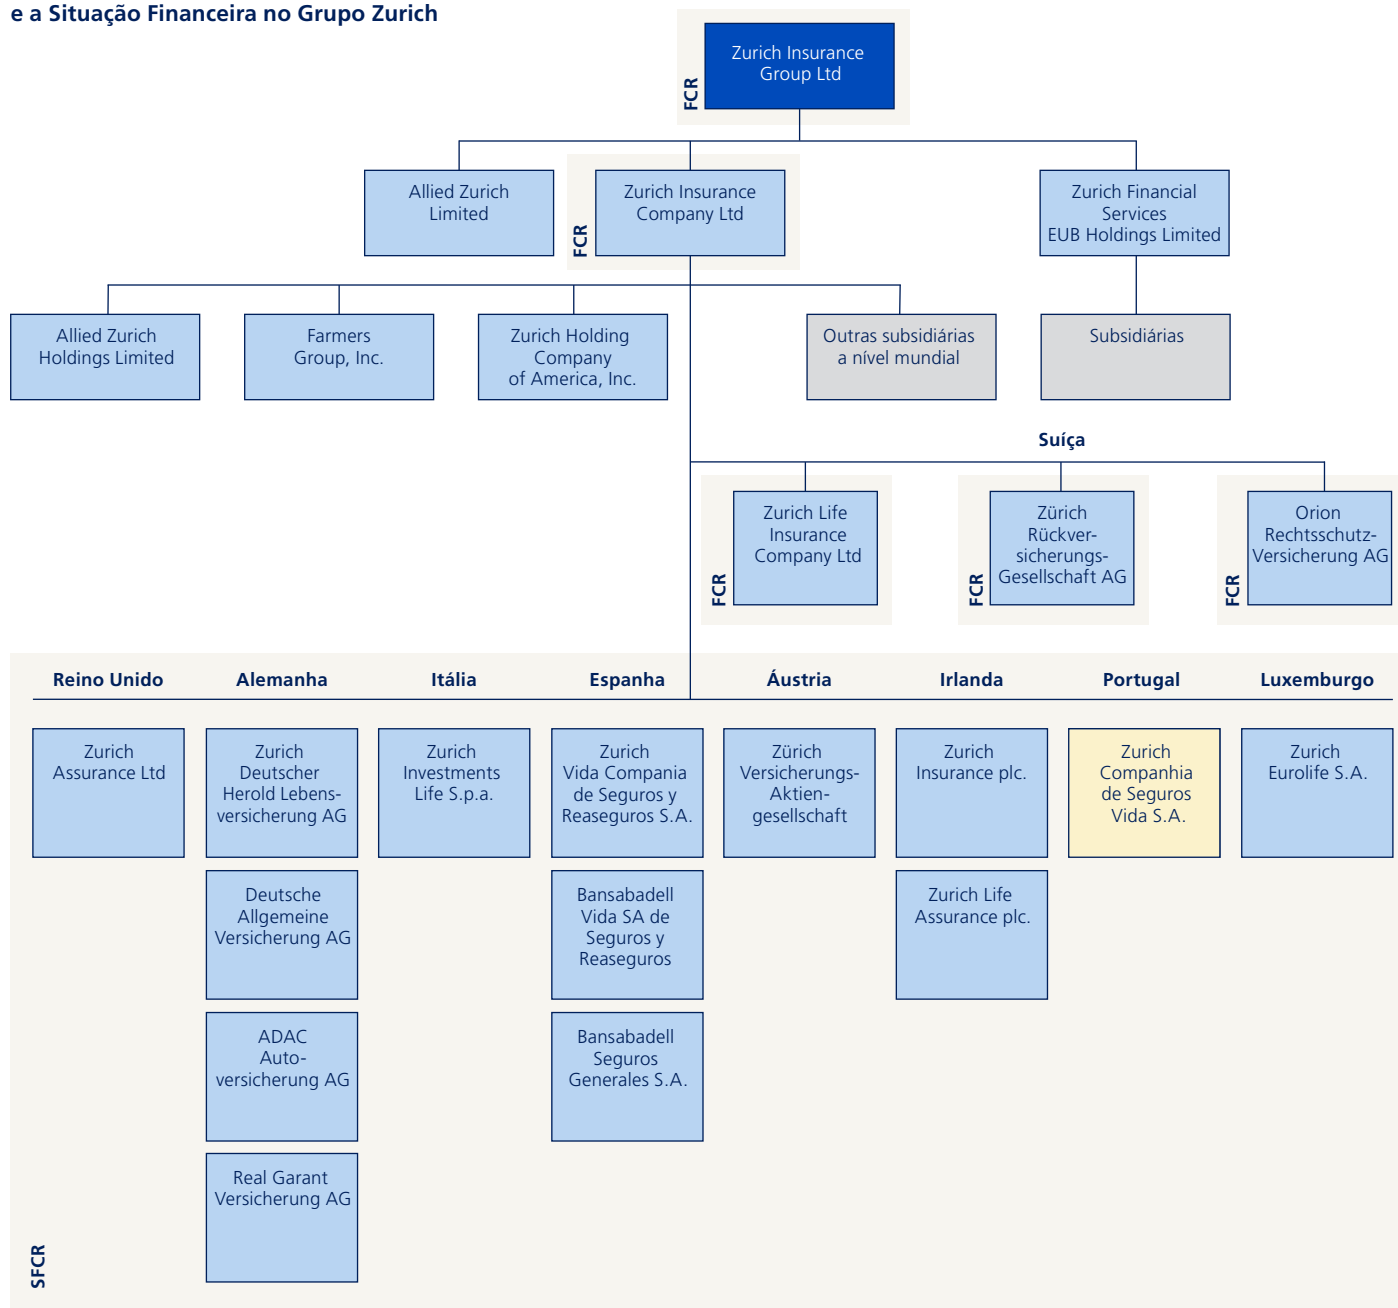 e a Situação Financeira no Grupo Zurich
FCR
Zurich Insurance
Group Ltd
Allied Zurich
Limited
FCR
Zurich Insurance
Company Ltd
Zurich Financial
Services
EUB Holdings Limited
Allied Zurich
Holdings Limited
Farmers
Group, Inc.
Zurich Holding
Company
of America, Inc.
Outras subsidiárias
a nível mundial
Subsidiárias
Suíça
FCR
Zurich Life
Insurance
Company Ltd
FCR
Zürich
Rückver-
sicherungs-
Gesellschaft AG
FCR
Orion
Rechtsschutz-
Versicherung AG
Reino Unido
Alemanha
Itália
Espanha
Áustria
Irlanda
Portugal
Luxemburgo
Zurich
Assurance Ltd
Zurich
Deutscher
Herold Lebens-
versicherung AG
Zurich
Investments
Life S.p.a.
Zurich
Vida Compania
de Seguros y
Reaseguros S.A.
Zürich
Versicherungs-
Aktien-
gesellschaft
Zurich
Insurance plc.
Zurich
Companhia
de Seguros
Vida S.A.
Zurich
Eurolife S.A.
Deutsche
Allgemeine
Versicherung AG
Bansabadell
Vida SA de
Seguros y
Reaseguros
Zurich Life
Assurance plc.
ADAC
Auto-
versicherung AG
Bansabadell
Seguros
Generales S.A.
Real Garant
Versicherung AG
SFCR